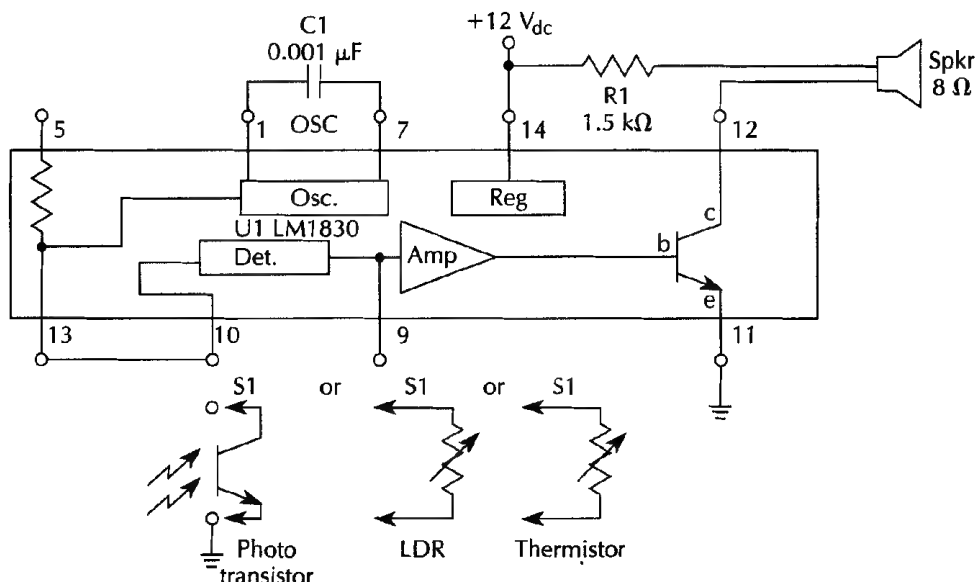 C1
0.001 µF
+12 Vdc
Spkr
8 Ω
R1
1.5 kΩ
5
1
OSC
7
14
12
Osc.
Reg
U1 LM1830
Det.
Amp
c
b
e
13
10
9
11
S1 or S1 or S1
Photo
transistor
LDR
Thermistor